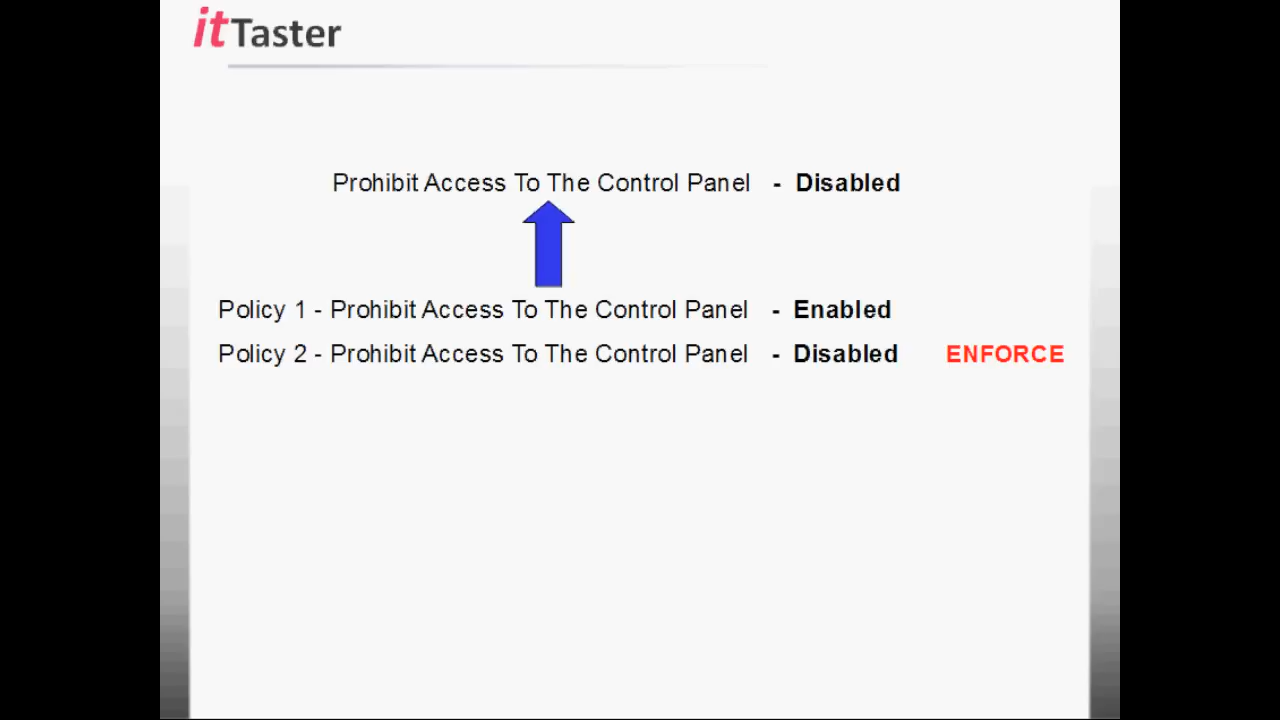 itTaster
Prohibit Access To The Control Panel - Disabled
Policy 1 - Prohibit Access To The Control Panel - Enabled
Policy 2 - Prohibit Access To The Control Panel - Disabled ENFORCE